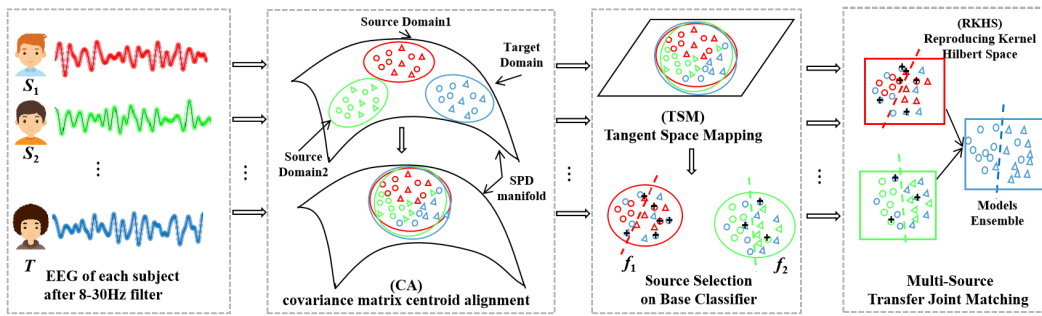 S1
S2
T
EEG of each subject
after 8-30Hz filter
Source Domain1
Target
Domain
Source
Domain2
SPD
manifold
(CA)
covariance matrix centroid alignment
(TSM)
Tangent Space Mapping
f1
f2
Source Selection
on Base Classifier
(RKHS)
Reproducing Kernel
Hilbert Space
Models
Ensemble
Multi-Source
Transfer Joint Matching